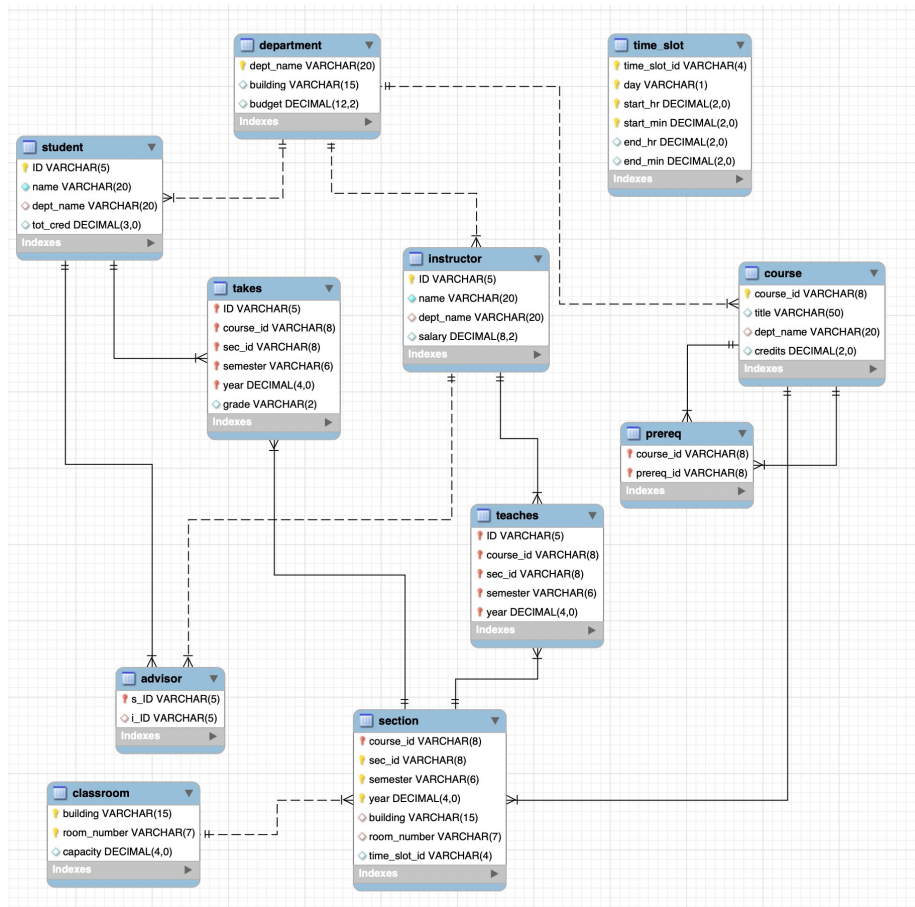 department
dept_name VARCHAR(20)
building VARCHAR(15)
budget DECIMAL(12,2)
Indexes
time_slot
time_slot_id VARCHAR(4)
day VARCHAR(1)
start_hr DECIMAL(2,0)
start_min DECIMAL(2,0)
end_hr DECIMAL(2,0)
end_min DECIMAL(2,0)
Indexes
student
ID VARCHAR(5)
name VARCHAR(20)
dept_name VARCHAR(20)
tot_cred DECIMAL(3,0)
Indexes
takes
ID VARCHAR(5)
course_id VARCHAR(8)
sec_id VARCHAR(8)
semester VARCHAR(6)
year DECIMAL(4,0)
grade VARCHAR(2)
Indexes
instructor
ID VARCHAR(5)
name VARCHAR(20)
dept_name VARCHAR(20)
salary DECIMAL(8,2)
Indexes
course
course_id VARCHAR(8)
title VARCHAR(50)
dept_name VARCHAR(20)
credits DECIMAL(2,0)
Indexes
prereq
course_id VARCHAR(8)
prereq_id VARCHAR(8)
Indexes
teaches
ID VARCHAR(5)
course_id VARCHAR(8)
sec_id VARCHAR(8)
semester VARCHAR(6)
year DECIMAL(4,0)
Indexes
advisor
s_ID VARCHAR(5)
i_ID VARCHAR(5)
Indexes
section
course_id VARCHAR(8)
sec_id VARCHAR(8)
semester VARCHAR(6)
year DECIMAL(4,0)
building VARCHAR(15)
room_number VARCHAR(7)
time_slot_id VARCHAR(4)
Indexes
classroom
building VARCHAR(15)
room_number VARCHAR(7)
capacity DECIMAL(4,0)
Indexes